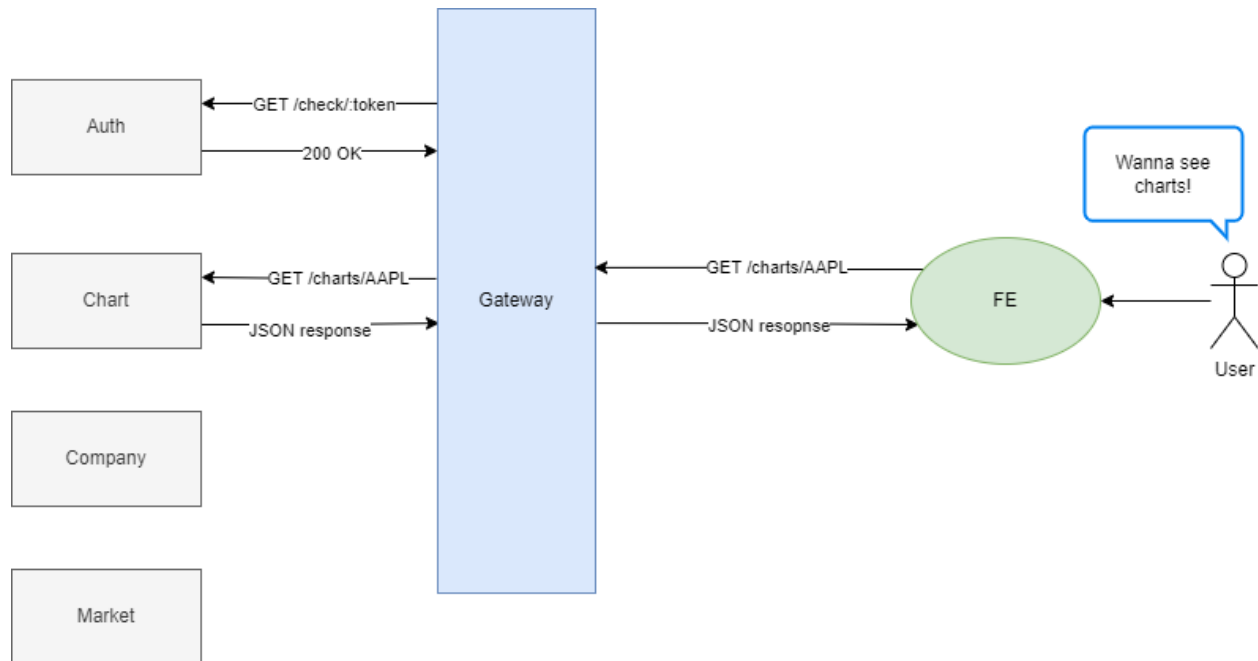 GET /check/:token
Auth
200 OK
Wanna see
charts!
GET /charts/AAPL
GET /charts/AAPL
Chart
Gateway
FE
JSON response
JSON resopnse
User
Company
Market